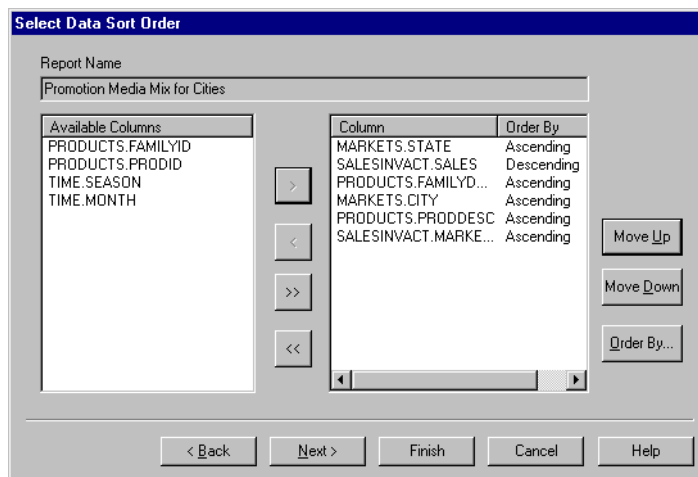 Select Data Sort Order
Report Name
Promotion Media Mix for Cities
Available Columns
PRODUCTS.FAMILYID
PRODUCTS.PRODID
TIME.SEASON
TIME.MONTH
>
<
>>
<<
Column Order By
MARKETS.STATE Ascending
SALESINVACT.SALES Descending
PRODUCTS.FAMILYD... Ascending
MARKETS.CITY Ascending
PRODUCTS.PRODDESC Ascending
SALESINVACT.MARKE... Ascending
Move Up
Move Down
Order By...
< Back Next > Finish Cancel Help